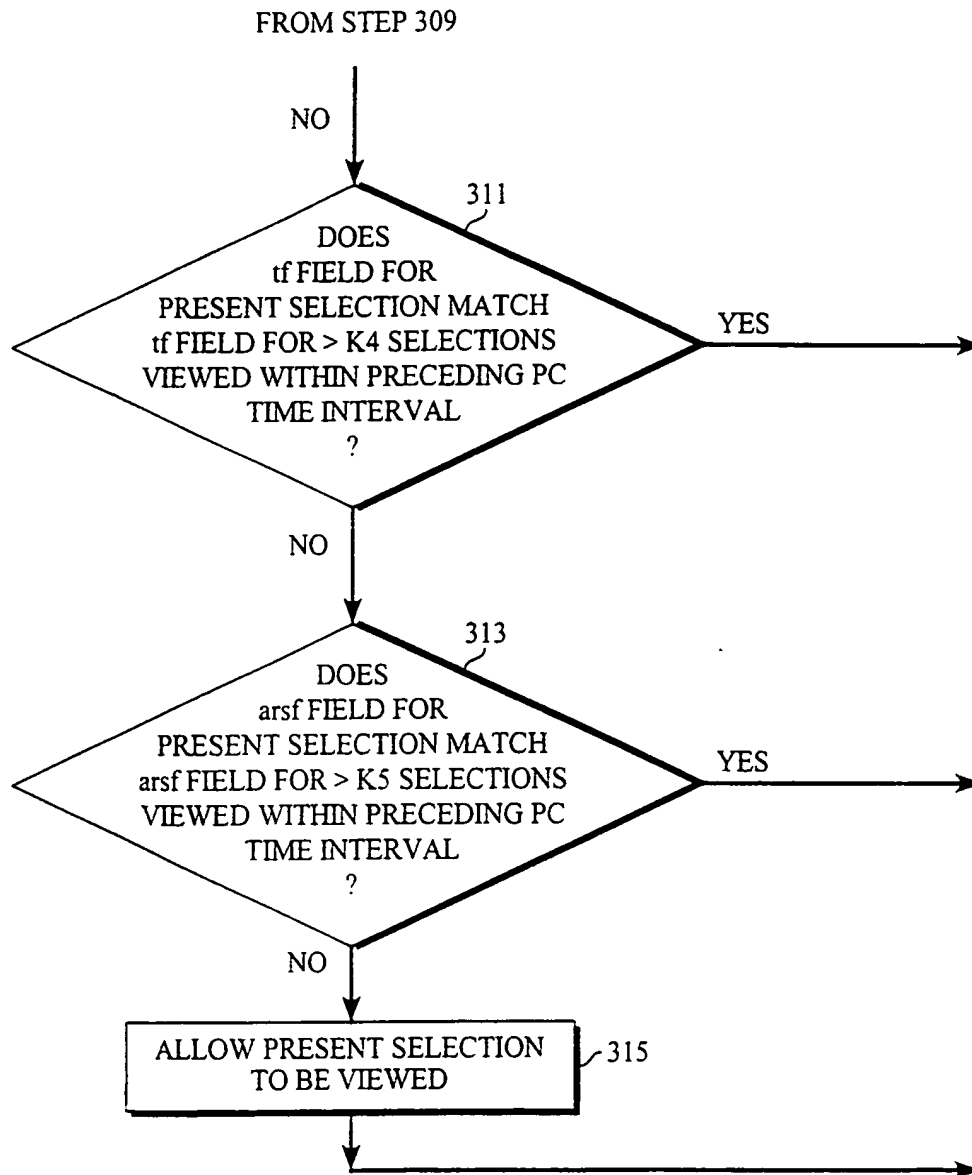 FROM STEP 309
NO
311
DOES
tf FIELD FOR
PRESENT SELECTION MATCH
tf FIELD FOR > K4 SELECTIONS
VIEWED WITHIN PRECEDING PC
TIME INTERVAL
?
YES
NO
313
DOES
arsf FIELD FOR
PRESENT SELECTION MATCH
arsf FIELD FOR > K5 SELECTIONS
VIEWED WITHIN PRECEDING PC
TIME INTERVAL
?
YES
NO
ALLOW PRESENT SELECTION
TO BE VIEWED
315